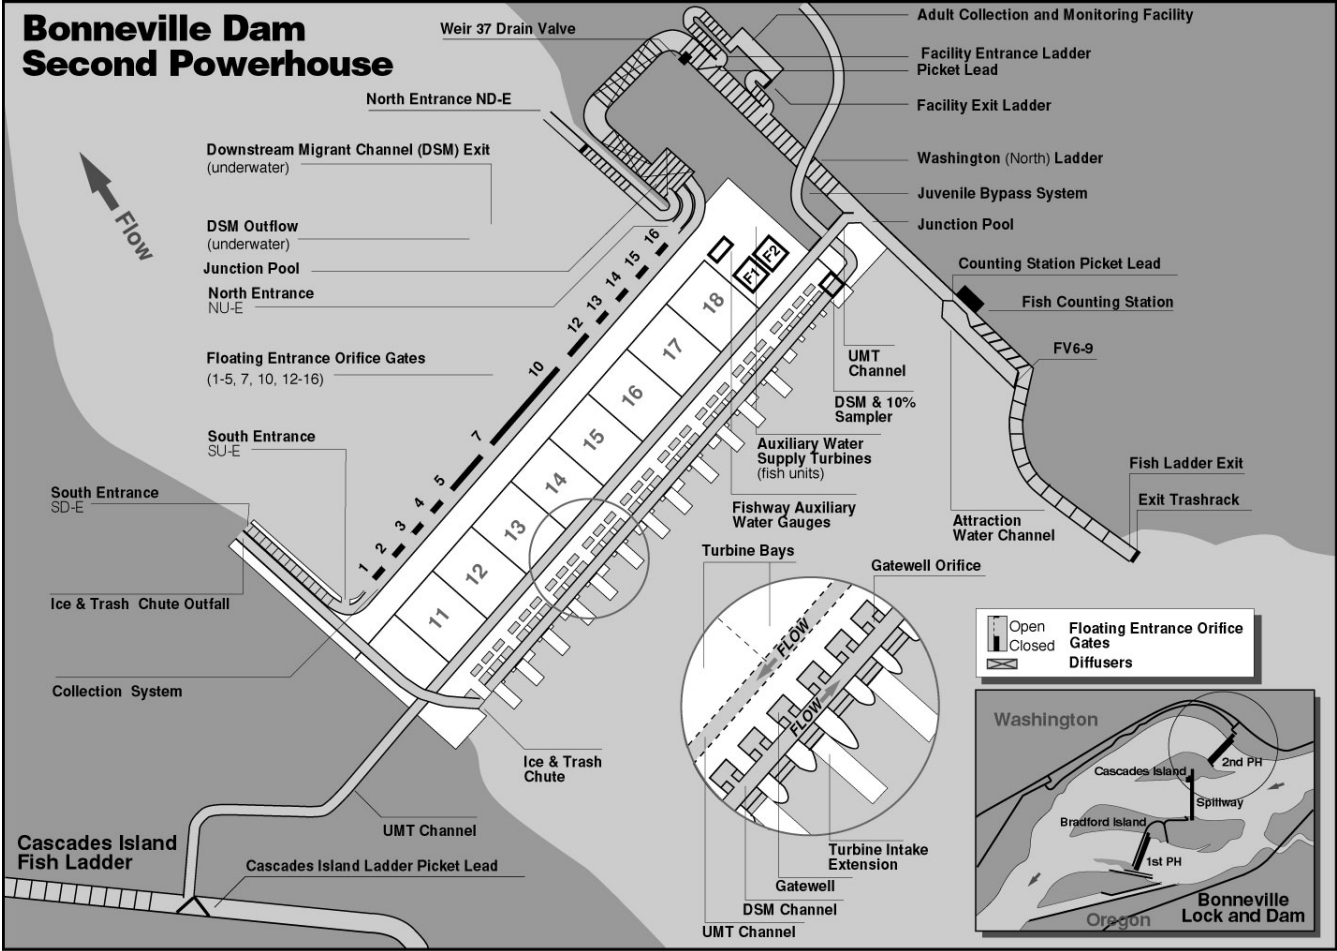 Bonneville Dam
Second Powerhouse
Weir 37 Drain Valve
Adult Collection and Monitoring Facility
Facility Entrance Ladder
Picket Lead
North Entrance ND-E
Facility Exit Ladder
Downstream Migrant Channel (DSM) Exit
(underwater)
Washington (North) Ladder
Juvenile Bypass System
Flow
DSM Outflow
(underwater)
Junction Pool
Junction Pool
Counting Station Picket Lead
North Entrance
NU-E
Fish Counting Station
Floating Entrance Orifice Gates
(1-5, 7, 10, 12-16)
FV6-9
UMT
Channel
DSM & 10%
Sampler
South Entrance
SU-E
Auxiliary Water
Supply Turbines
(fish units)
Fish Ladder Exit
South Entrance
SD-E
Exit Trashrack
Fishway Auxiliary
Water Gauges
Attraction
Water Channel
1
2
3
4
5
7
10
12
13
14
15
16
11
12
13
14
15
16
17
18
F1
F2
Ice & Trash Chute Outfall
Collection System
Ice & Trash
Chute
UMT Channel
Cascades Island
Fish Ladder
Cascades Island Ladder Picket Lead
Turbine Bays
Gatewell Orifice
FLOW
FLOW
Turbine Intake
Extension
Gatewell
DSM Channel
UMT Channel
Open
Closed
Floating Entrance Orifice
Gates
Diffusers
Washington
2nd PH
Cascades Island
Spillway
Bradford Island
1st PH
Oregon
Bonneville
Lock and Dam